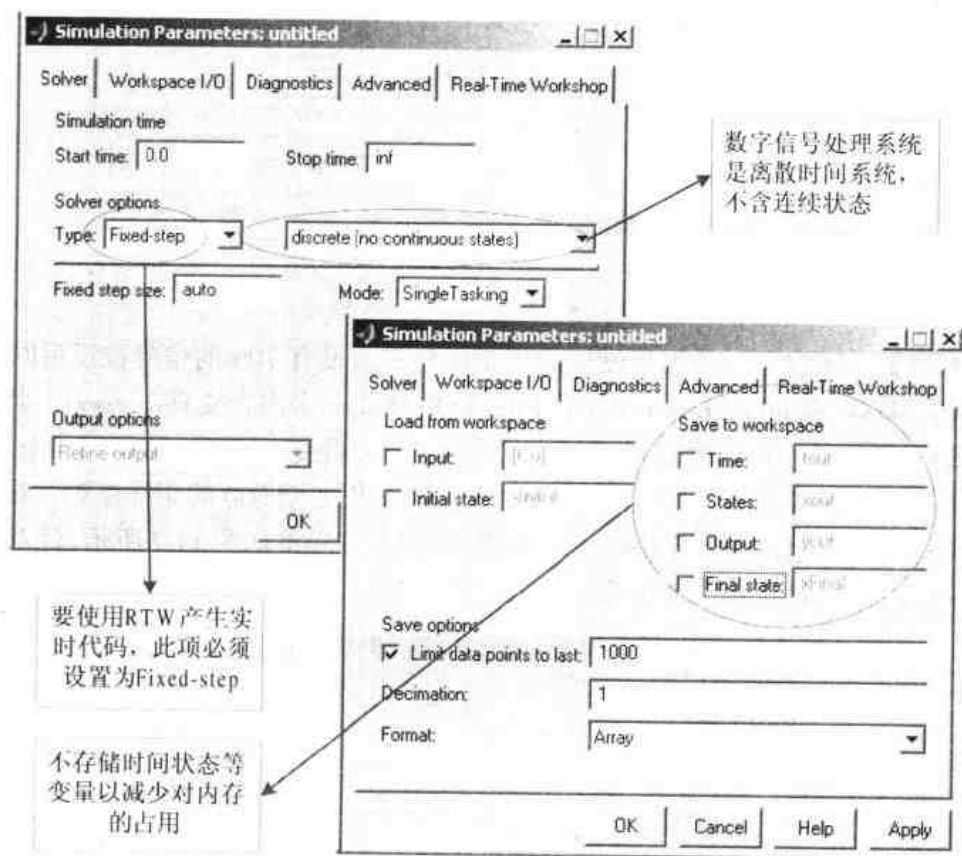 Simulation Parameters: untitled
Solver Workspace I/O Diagnostics Advanced Real-Time Workshop
Simulation time
Start time: 0.0 Stop time: inf
Solver options
Type: Fixed-step discrete (no continuous states)
Fixed step size: auto Mode: SingleTasking
Output options
Refine output
OK
数字信号处理系统
是离散时间系统，
不含连续状态
Simulation Parameters: untitled
Solver Workspace I/O Diagnostics Advanced Real-Time Workshop
Load from workspace
Input: [t, u]
Initial state: xInitial
Save to workspace
Time: tout
States: xout
Output: yout
Final state: xFinal
Save options
Limit data points to last: 1000
Decimation: 1
Format: Array
OK Cancel Help Apply
要使用RTW产生实
时代码，此项必须
设置为Fixed-step
不存储时间状态等
变量以减少对内存
的占用